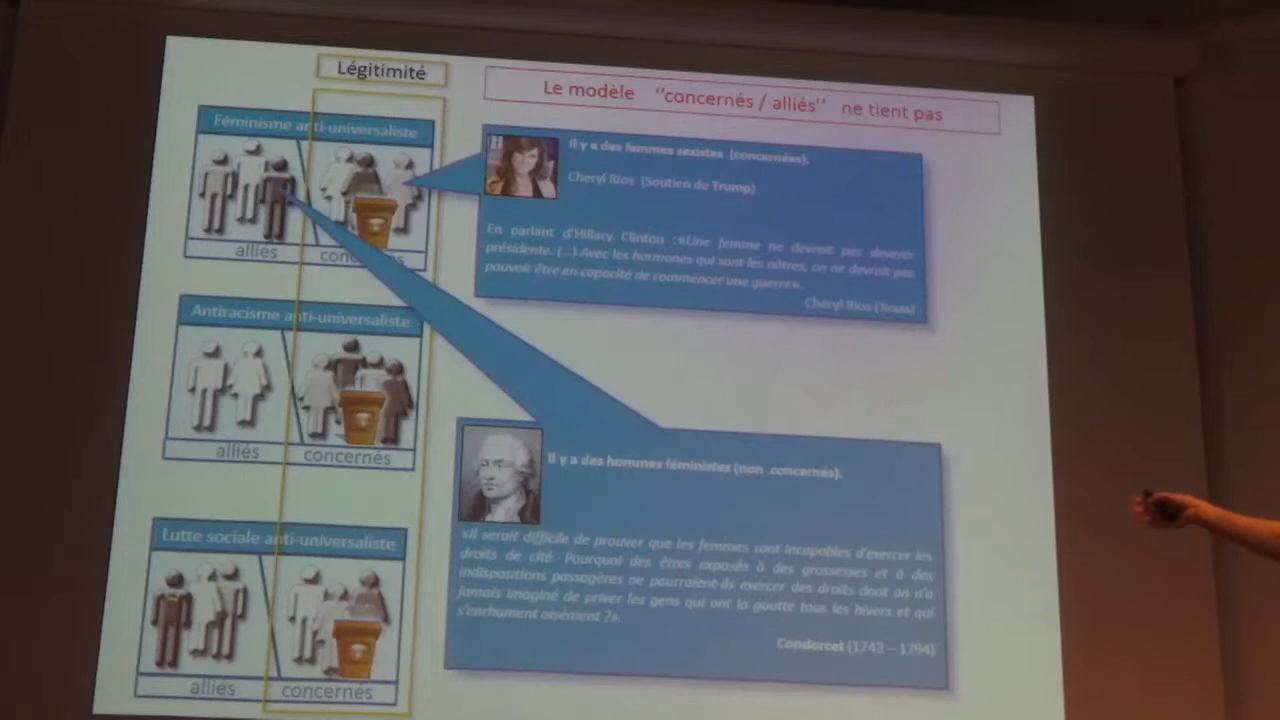 Légitimité
Le modèle "concernés / alliés" ne tient pas
Féminisme anti-universaliste
alliés
concernés
Antiracisme anti-universaliste
alliés
concernés
Lutte sociale anti-universaliste
alliés
concernés
Il y a des femmes sexistes (concernées).
Cheryl Rios (Soutien de Trump)
En parlant d'Hillary Clinton :«Une femme ne devrait pas devenir
présidente. (...) Avec les hormones qui sont les nôtres, on ne devrait pas
pouvoir être en capacité de commencer une guerre».
Cheryl Rios (Texas)
Il y a des hommes féministes (non concernés).
«Il serait difficile de prouver que les femmes sont incapables d'exercer les
droits de cité. Pourquoi des êtres exposés à des grossesses et à des
indispositions passagères ne pourraient-ils exercer des droits dont on n'a
jamais imaginé de priver les gens qui ont la goutte tous les hivers et qui
s'enrhument aisément ?».
Condorcet (1743 – 1794)